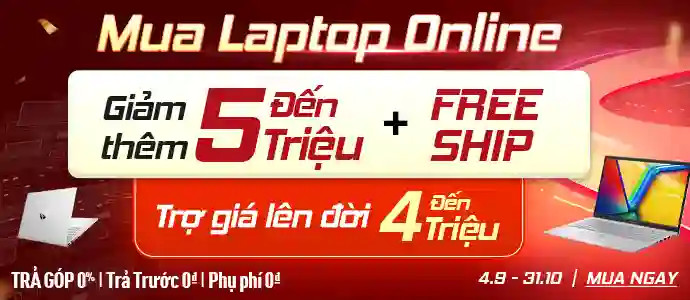 Mua Laptop Online
Giảm thêm 5 Đến Triệu + FREE SHIP
Trợ giá lên đời 4 Đến Triệu
TRẢ GÓP 0% | Trả Trước 0đ | Phụ phí 0đ
4.9 - 31.10 | MUA NGAY